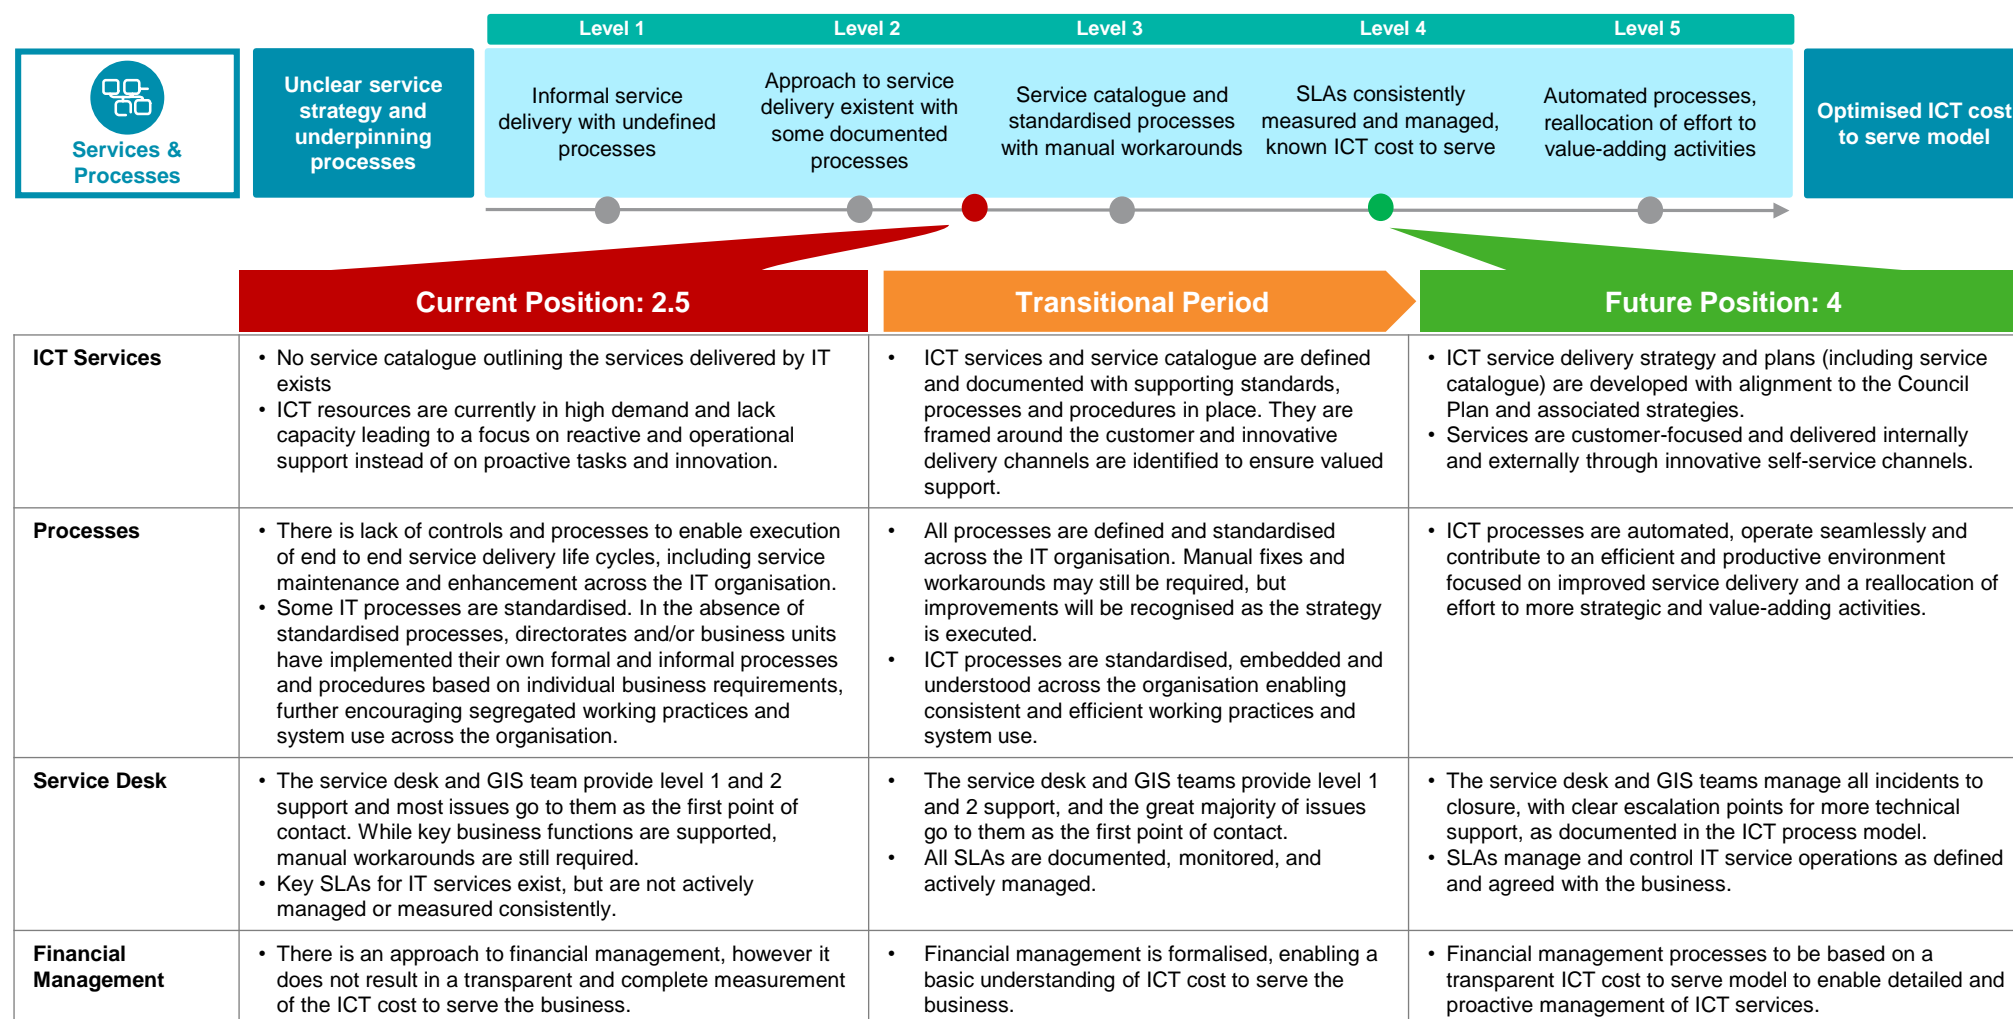 Level 1
Level 2
Level 3
Level 4
Level 5
Services &
Processes
Unclear service
strategy and
underpinning
processes
Informal service
delivery with undefined
processes
Approach to service
delivery existent with
some documented
processes
Service catalogue and
standardised processes
with manual workarounds
SLAs consistently
measured and managed,
known ICT cost to serve
Automated processes,
reallocation of effort to
value-adding activities
Optimised ICT cost
to serve model
Current Position: 2.5
Transitional Period
Future Position: 4
ICT Services
• No service catalogue outlining the services delivered by IT
exists
• ICT resources are currently in high demand and lack
capacity leading to a focus on reactive and operational
support instead of on proactive tasks and innovation.
• ICT services and service catalogue are defined
and documented with supporting standards,
processes and procedures in place. They are
framed around the customer and innovative
delivery channels are identified to ensure valued
support.
• ICT service delivery strategy and plans (including service
catalogue) are developed with alignment to the Council
Plan and associated strategies.
• Services are customer-focused and delivered internally
and externally through innovative self-service channels.
Processes
• There is lack of controls and processes to enable execution
of end to end service delivery life cycles, including service
maintenance and enhancement across the IT organisation.
• Some IT processes are standardised. In the absence of
standardised processes, directorates and/or business units
have implemented their own formal and informal processes
and procedures based on individual business requirements,
further encouraging segregated working practices and
system use across the organisation.
• All processes are defined and standardised
across the IT organisation. Manual fixes and
workarounds may still be required, but
improvements will be recognised as the strategy
is executed.
• ICT processes are standardised, embedded and
understood across the organisation enabling
consistent and efficient working practices and
system use.
• ICT processes are automated, operate seamlessly and
contribute to an efficient and productive environment
focused on improved service delivery and a reallocation of
effort to more strategic and value-adding activities.
Service Desk
• The service desk and GIS team provide level 1 and 2
support and most issues go to them as the first point of
contact. While key business functions are supported,
manual workarounds are still required.
• Key SLAs for IT services exist, but are not actively
managed or measured consistently.
• The service desk and GIS teams provide level 1
and 2 support, and the great majority of issues
go to them as the first point of contact.
• All SLAs are documented, monitored, and
actively managed.
• The service desk and GIS teams manage all incidents to
closure, with clear escalation points for more technical
support, as documented in the ICT process model.
• SLAs manage and control IT service operations as defined
and agreed with the business.
Financial
Management
• There is an approach to financial management, however it
does not result in a transparent and complete measurement
of the ICT cost to serve the business.
• Financial management is formalised, enabling a
basic understanding of ICT cost to serve the
business.
• Financial management processes to be based on a
transparent ICT cost to serve model to enable detailed and
proactive management of ICT services.